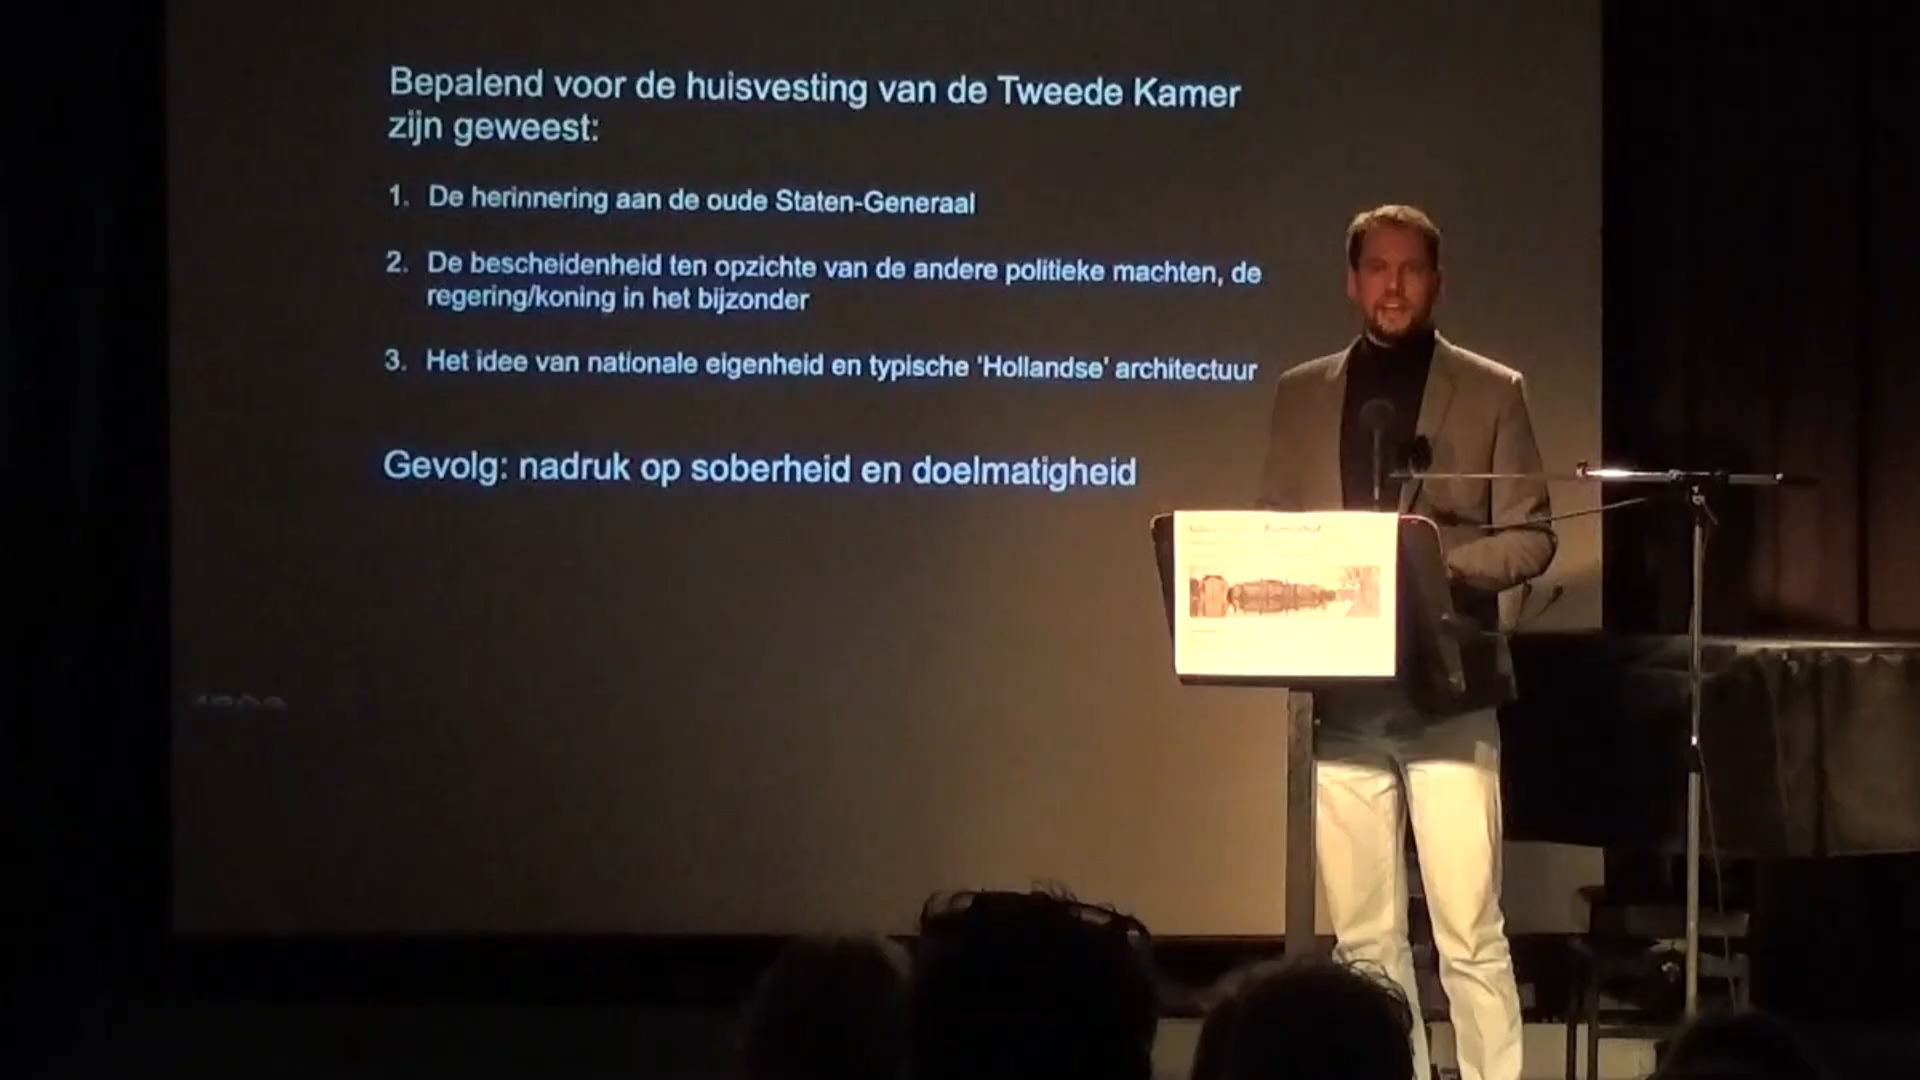 Bepalend voor de huisvesting van de Tweede Kamer
zijn geweest:
1. De herinnering aan de oude Staten-Generaal
2. De bescheidenheid ten opzichte van de andere politieke machten, de
regering/koning in het bijzonder
3. Het idee van nationale eigenheid en typische 'Hollandse' architectuur
Gevolg: nadruk op soberheid en doelmatigheid